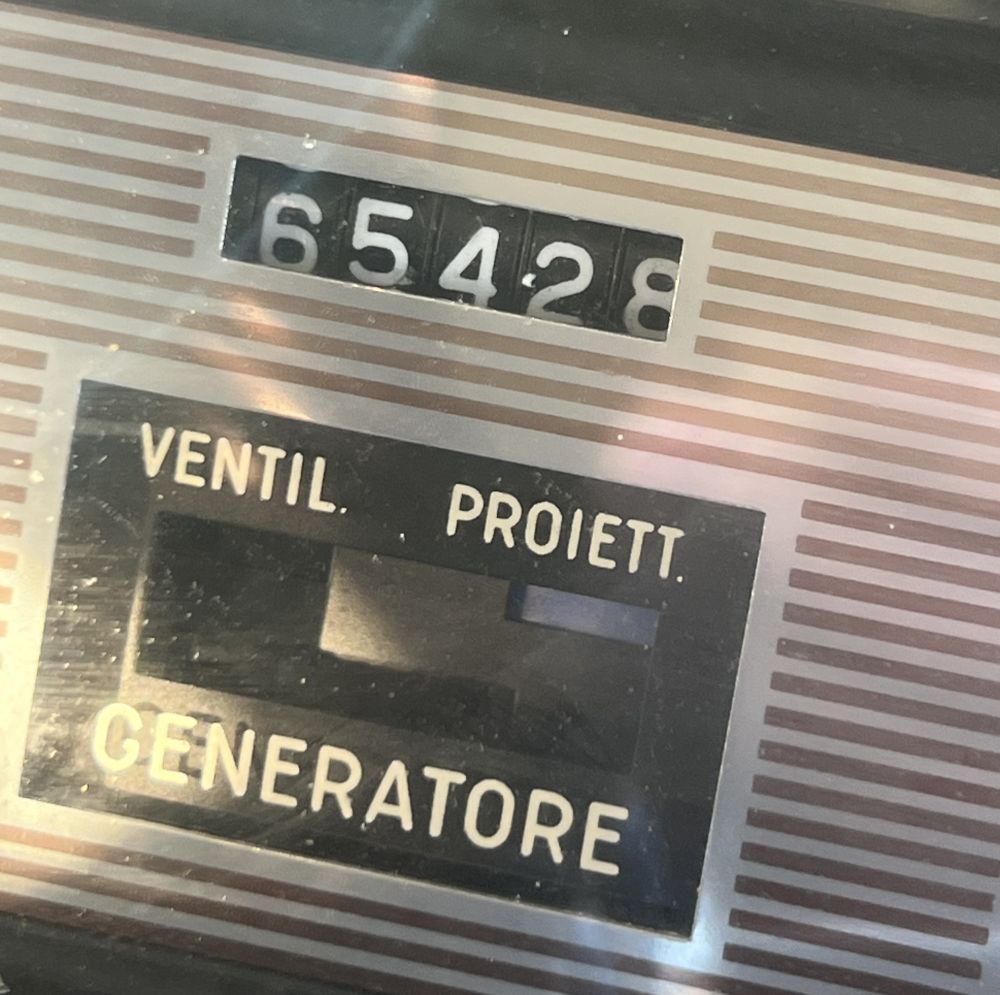 65428
VENTIL. PROIETT.
GENERATORE